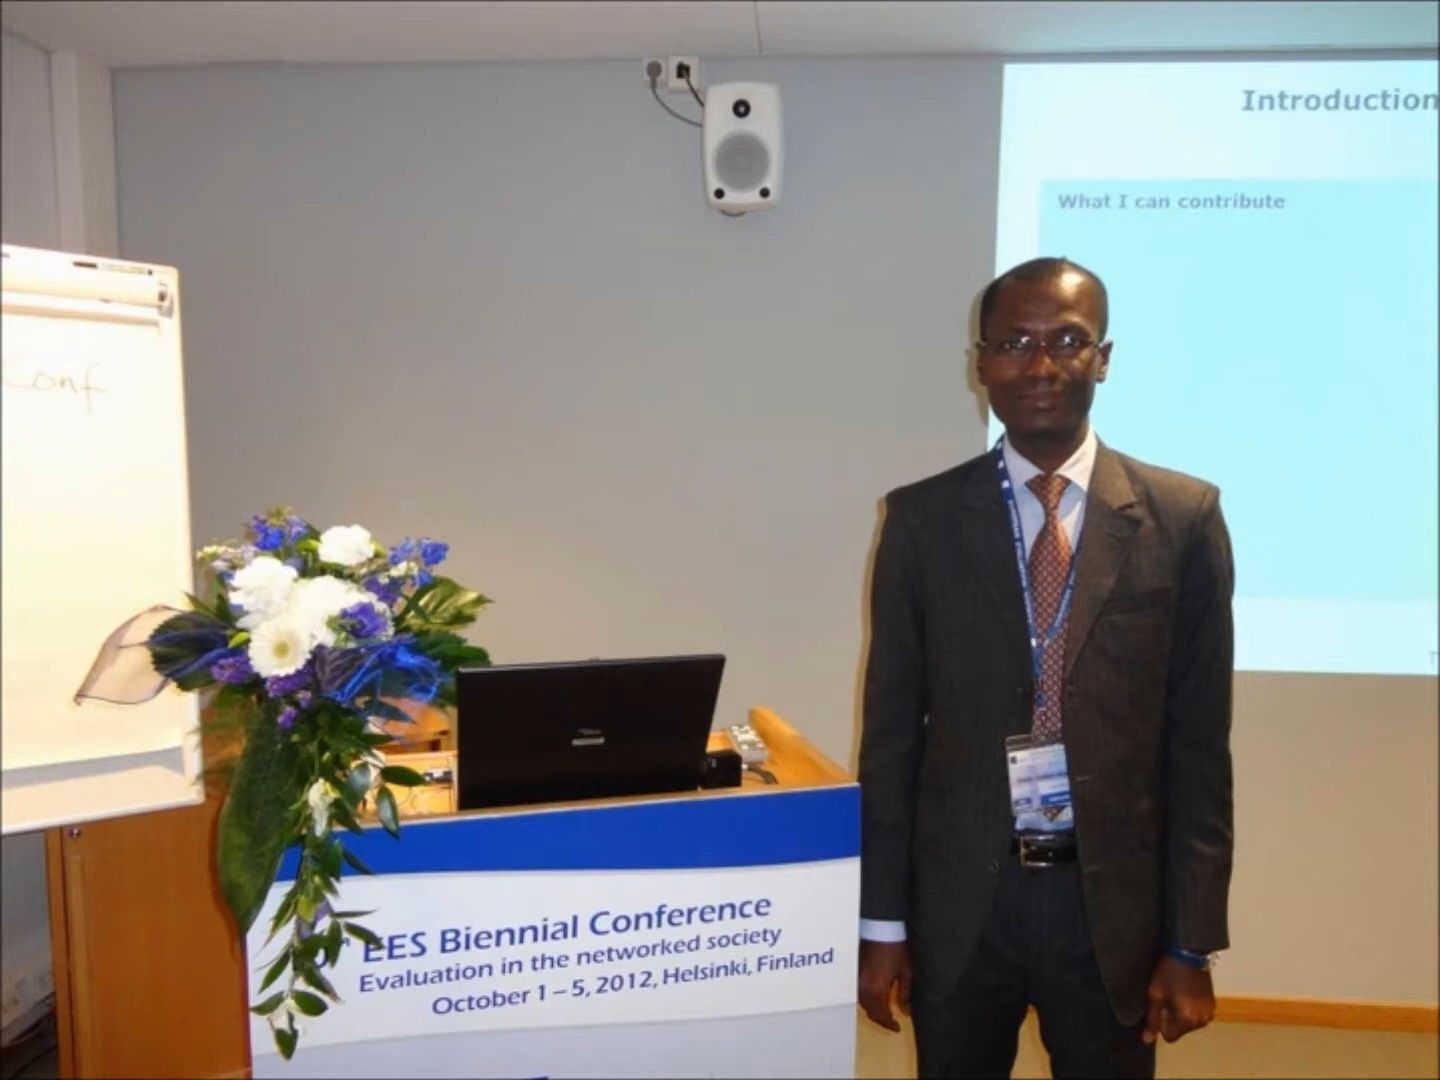 Introduction
What I can contribute
Conf
EES Biennial Conference
Evaluation in the networked society
October 1 – 5, 2012, Helsinki, Finland